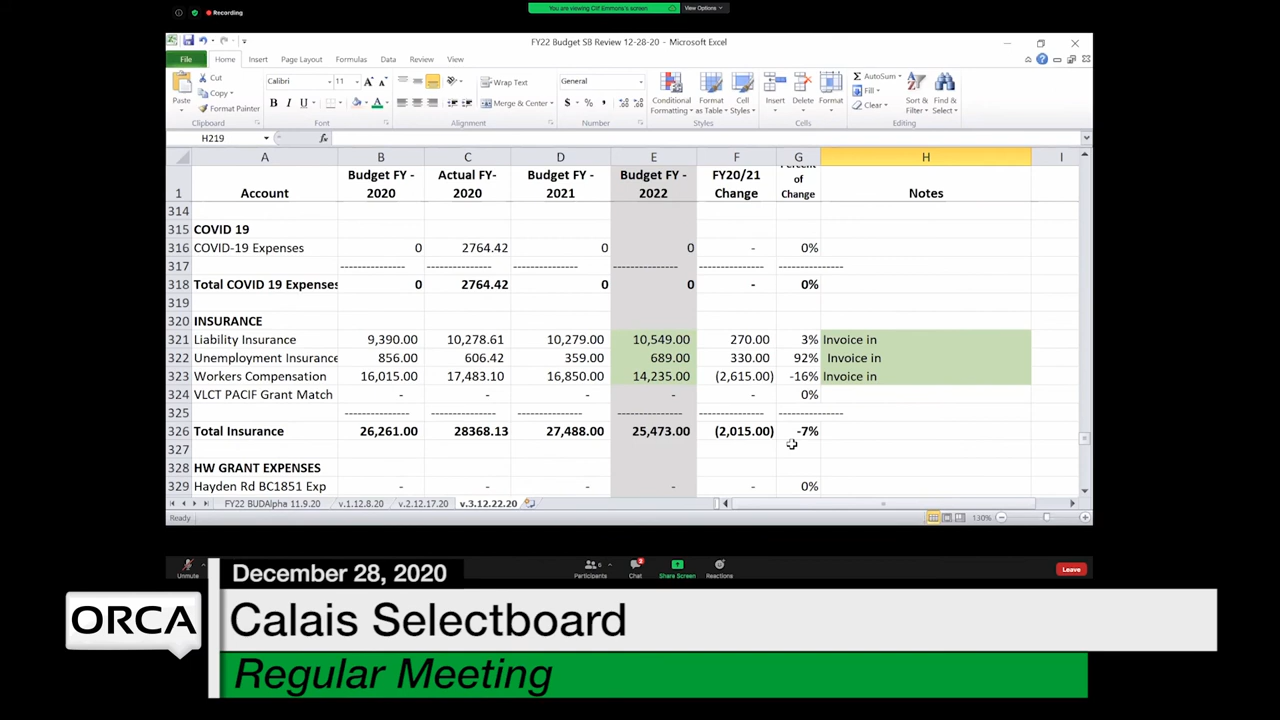 Recording
You are viewing Clif Emmons's screen View Options
FY22 Budget SB Review 12-28-20 - Microsoft Excel
File Home Insert Page Layout Formulas Data Review View
Cut Calibri 11 Wrap Text General AutoSum
Copy Fill
Paste Format Painter B I U Merge & Center $ % , Conditional Formatting Format as Table Cell Styles Insert Delete Format Clear Sort & Filter Find & Select
Clipboard Font Alignment Number Styles Cells Editing
H219 fx
A B C D E F G H I
1 Account Budget FY - 2020 Actual FY- 2020 Budget FY - 2021 Budget FY - 2022 FY20/21 Change Percent of Change Notes
314
315 COVID 19
316 COVID-19 Expenses 0 2764.42 0 0 - 0%
317 -------------- -------------- -------------- -------------- -------------- --------------
318 Total COVID 19 Expenses 0 2764.42 0 0 - 0%
319
320 INSURANCE
321 Liability Insurance 9,390.00 10,278.61 10,279.00 10,549.00 270.00 3% Invoice in
322 Unemployment Insurance 856.00 606.42 359.00 689.00 330.00 92% Invoice in
323 Workers Compensation 16,015.00 17,483.10 16,850.00 14,235.00 (2,615.00) -16% Invoice in
324 VLCT PACIF Grant Match - - - - - 0%
325 -------------- -------------- -------------- -------------- -------------- --------------
326 Total Insurance 26,261.00 28368.13 27,488.00 25,473.00 (2,015.00) -7%
327
328 HW GRANT EXPENSES
329 Hayden Rd BC1851 Exp - - - - - 0%
FY22 BUDAlpha 11.9.20 v.1.12.8.20 v.2.12.17.20 v.3.12.22.20
Ready 130%
Unmute Participants 6 Chat Share Screen Reactions Leave
December 28, 2020
ORCA
Calais Selectboard
Regular Meeting